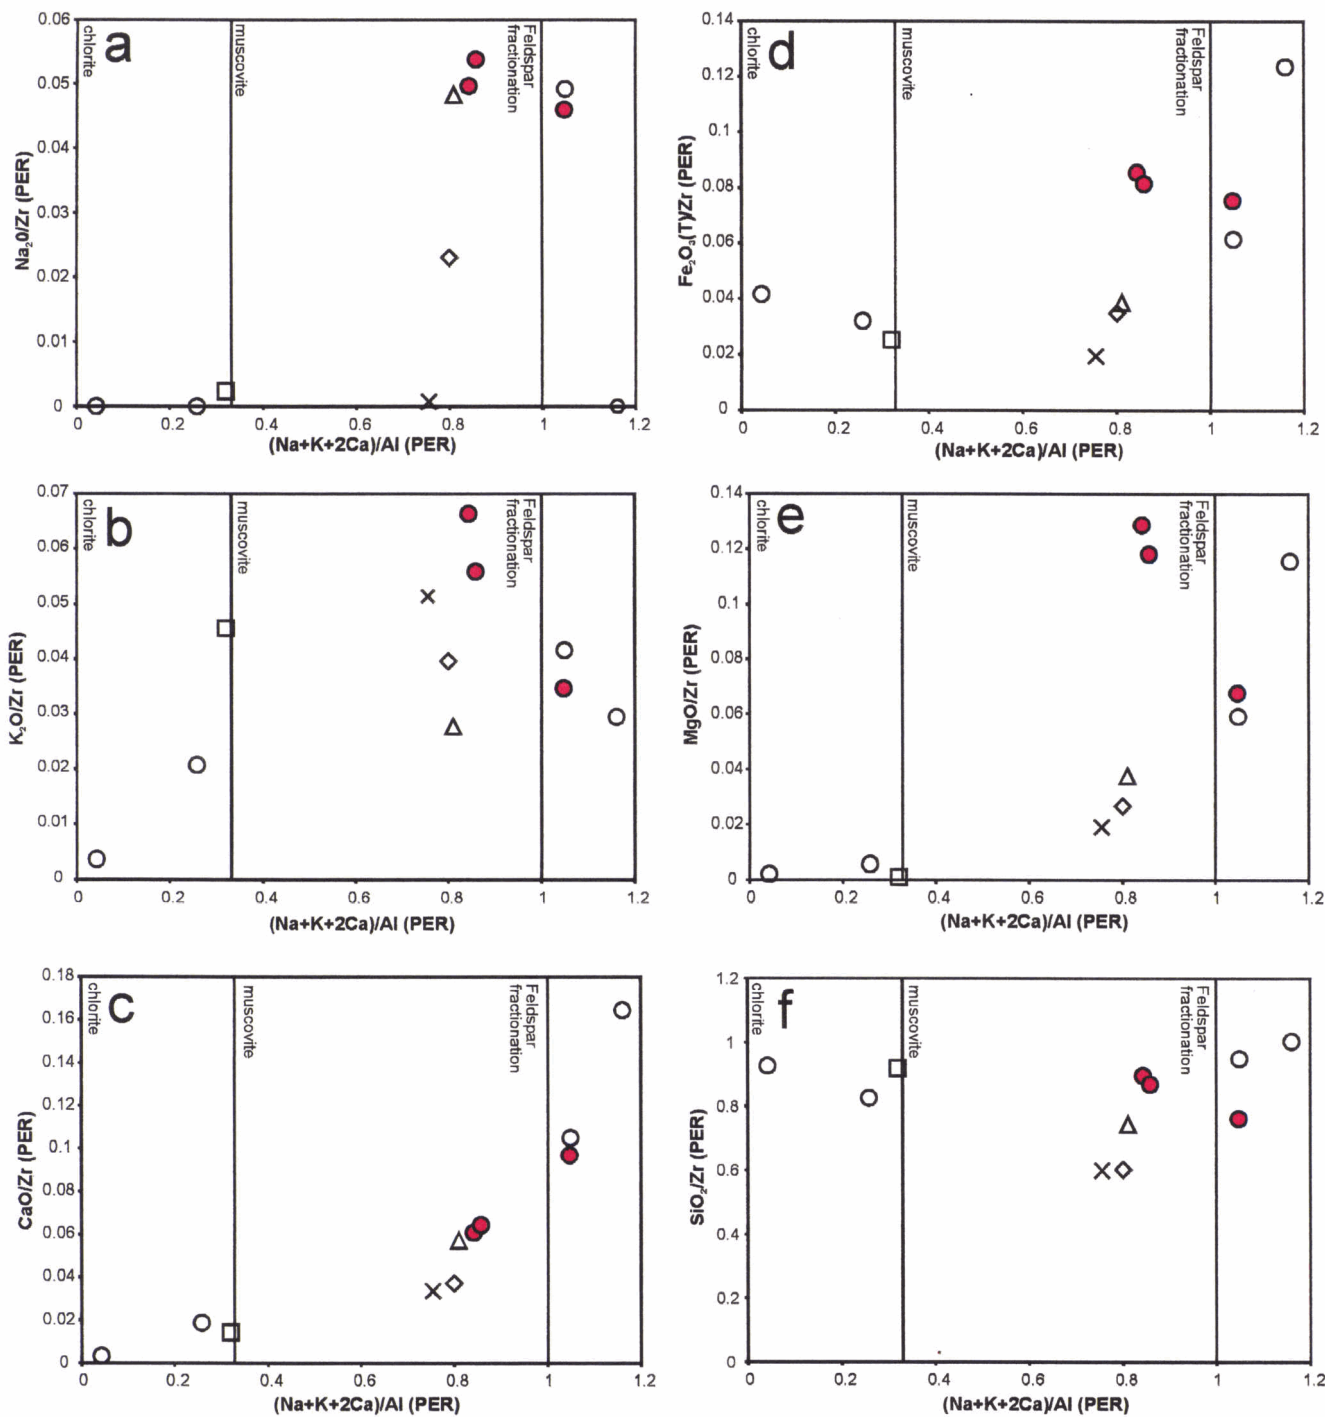 a
chlorite
muscovite
Feldspar
fractionation
0.06
0.05
0.04
0.03
0.02
0.01
0
Na₂0/Zr (PER)
0 0.2 0.4 0.6 0.8 1 1.2
(Na+K+2Ca)/Al (PER)
d
chlorite
muscovite
Feldspar
fractionation
0.14
0.12
0.1
0.08
0.06
0.04
0.02
0
Fe₂O₃(T)/Zr (PER)
0 0.2 0.4 0.6 0.8 1 1.2
(Na+K+2Ca)/Al (PER)
b
chlorite
muscovite
Feldspar
fractionation
0.07
0.06
0.05
0.04
0.03
0.02
0.01
0
K₂O/Zr (PER)
0 0.2 0.4 0.6 0.8 1 1.2
(Na+K+2Ca)/Al (PER)
e
chlorite
muscovite
Feldspar
fractionation
0.14
0.12
0.1
0.08
0.06
0.04
0.02
0
MgO/Zr (PER)
0 0.2 0.4 0.6 0.8 1 1.2
(Na+K+2Ca)/Al (PER)
c
chlorite
muscovite
Feldspar
fractionation
0.18
0.16
0.14
0.12
0.1
0.08
0.06
0.04
0.02
0
CaO/Zr (PER)
0 0.2 0.4 0.6 0.8 1 1.2
(Na+K+2Ca)/Al (PER)
f
chlorite
muscovite
Feldspar
fractionation
1.2
1
0.8
0.6
0.4
0.2
0
SiO₂/Zr (PER)
0 0.2 0.4 0.6 0.8 1 1.2
(Na+K+2Ca)/Al (PER)